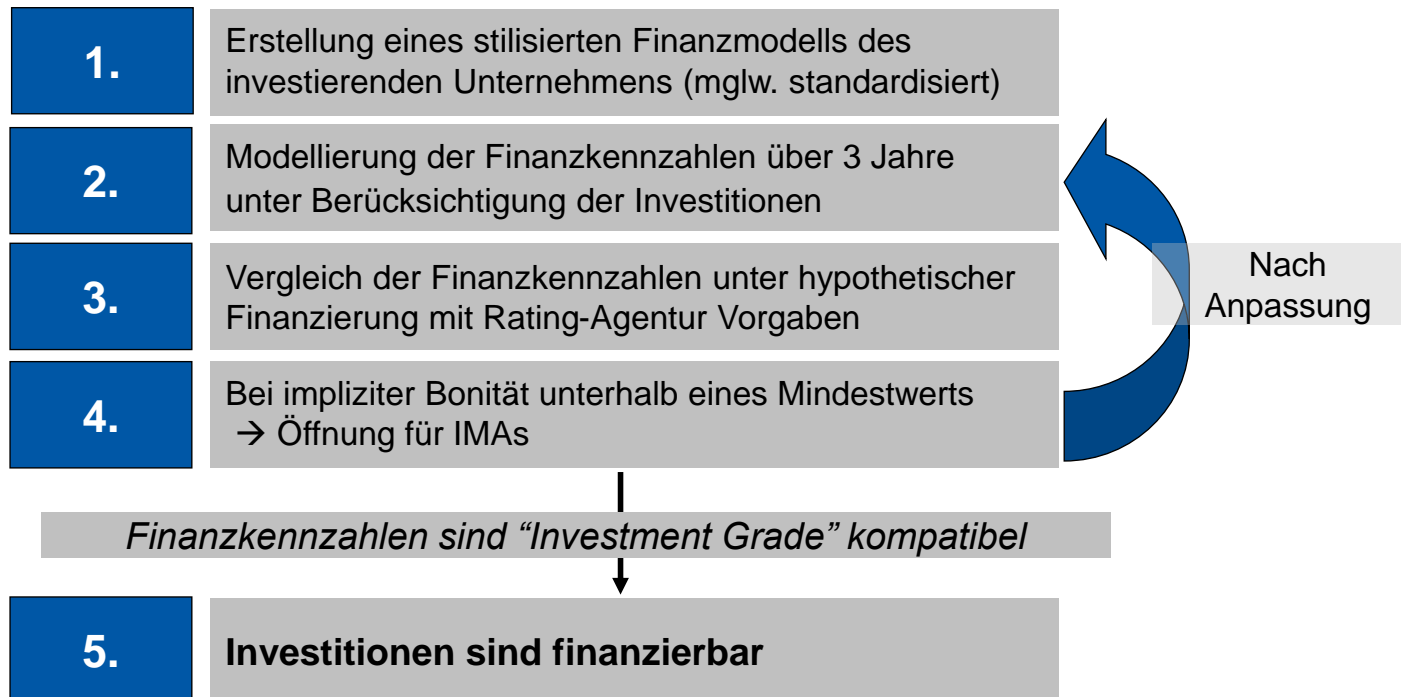 1.
Erstellung eines stilisierten Finanzmodells des
investierenden Unternehmens (mglw. standardisiert)
2.
Modellierung der Finanzkennzahlen über 3 Jahre
unter Berücksichtigung der Investitionen
3.
Vergleich der Finanzkennzahlen unter hypothetischer
Finanzierung mit Rating-Agentur Vorgaben
Nach
Anpassung
4.
Bei impliziter Bonität unterhalb eines Mindestwerts
→ Öffnung für IMAs
Finanzkennzahlen sind “Investment Grade” kompatibel
5.
Investitionen sind finanzierbar